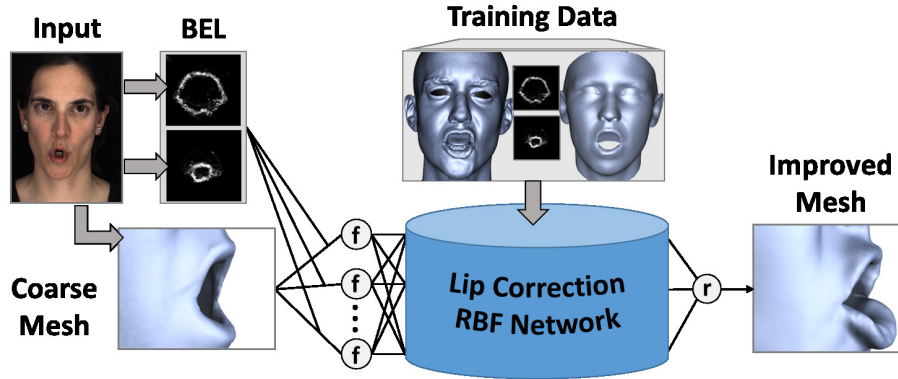 Input
BEL
Training Data
Improved
Mesh
Coarse
Mesh
f
f
f
Lip Correction
RBF Network
r